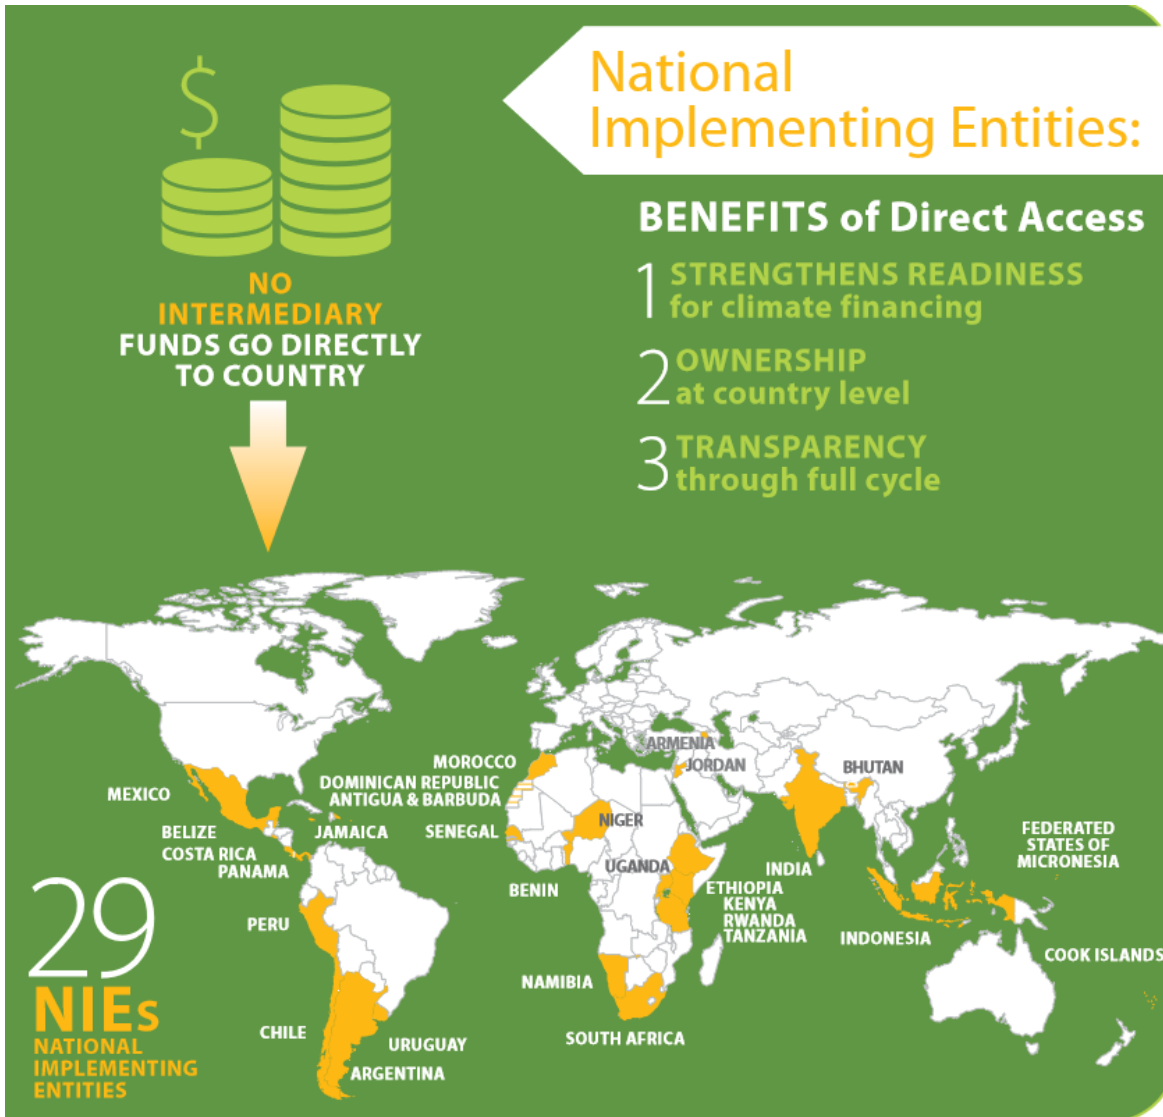 $
NO
INTERMEDIARY
FUNDS GO DIRECTLY
TO COUNTRY
National
Implementing Entities:
BENEFITS of Direct Access
1 STRENGTHENS READINESS
for climate financing
2 OWNERSHIP
at country level
3 TRANSPARENCY
through full cycle
MEXICO
BELIZE
COSTA RICA
PANAMA
JAMAICA
MOROCCO
DOMINICAN REPUBLIC
ANTIGUA & BARBUDA
SENEGAL
ARMENIA
JORDAN
BHUTAN
NIGER
UGANDA
INDIA
BENIN
ETHIOPIA
KENYA
RWANDA
TANZANIA
FEDERATED
STATES OF
MICRONESIA
INDONESIA
COOK ISLANDS
PERU
NAMIBIA
SOUTH AFRICA
CHILE
URUGUAY
ARGENTINA
29
NIEs
NATIONAL
IMPLEMENTING
ENTITIES